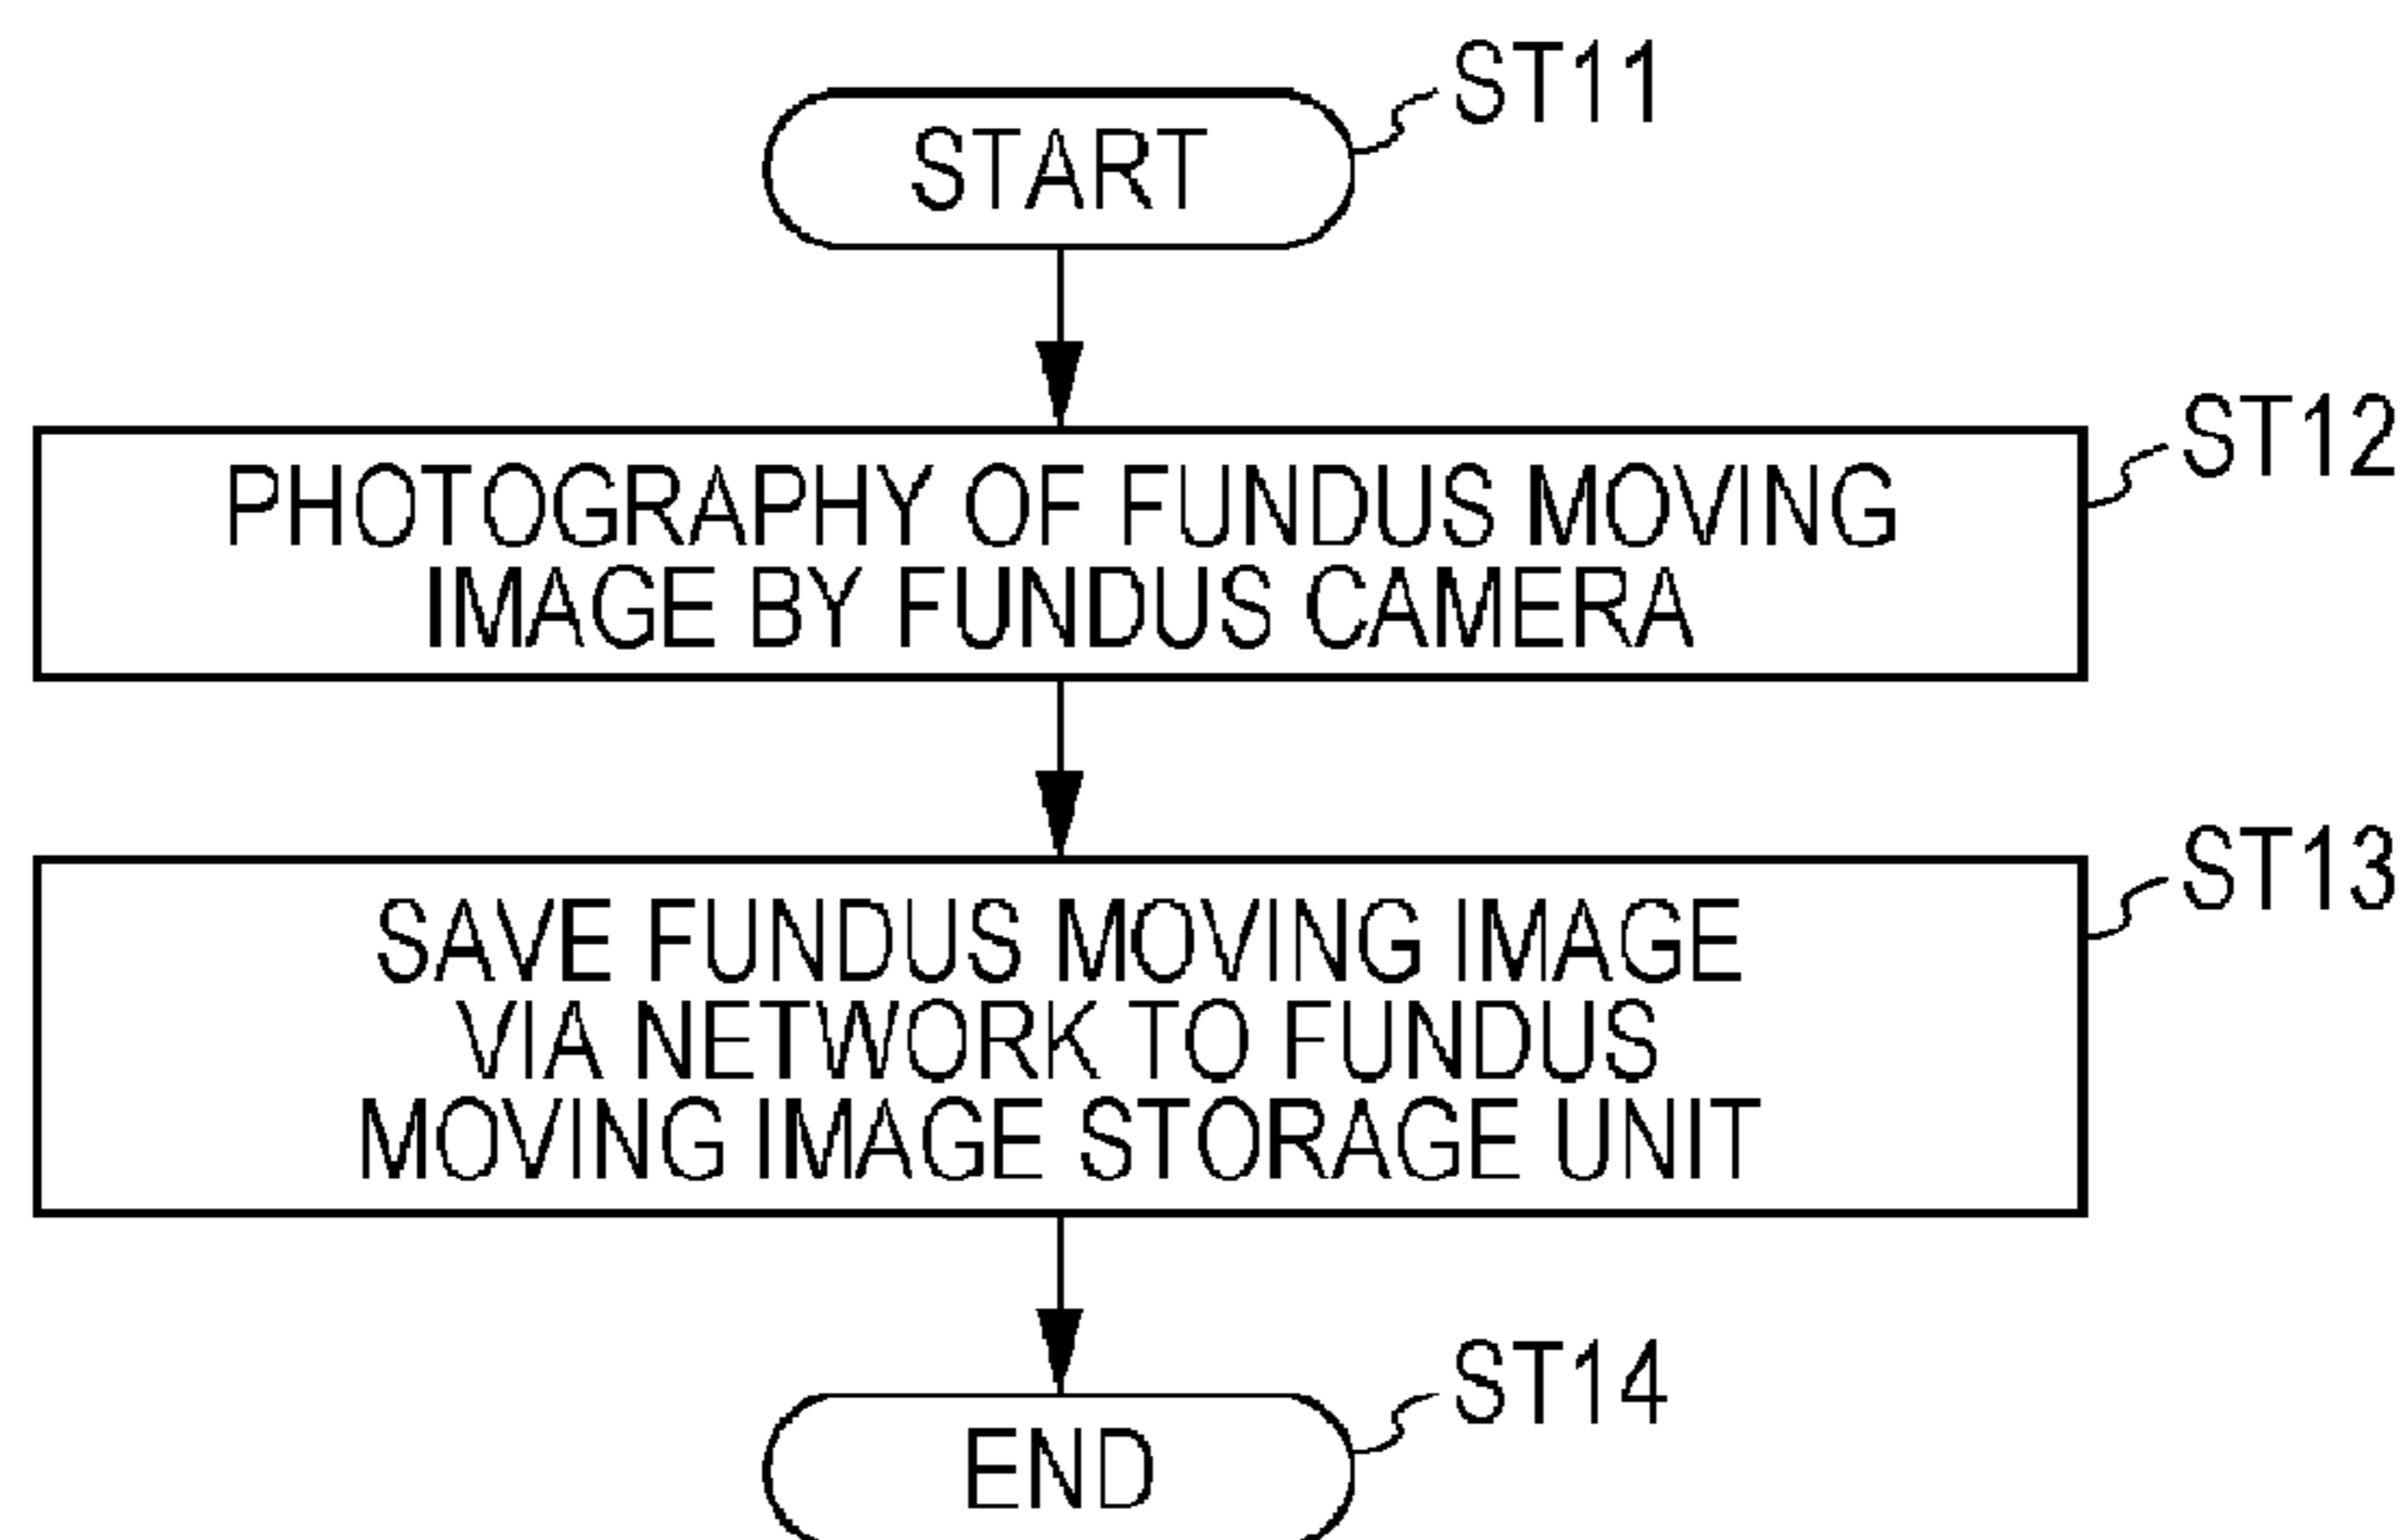 START
ST11
PHOTOGRAPHY OF FUNDUS MOVING
IMAGE BY FUNDUS CAMERA
ST12
SAVE FUNDUS MOVING IMAGE
VIA NETWORK TO FUNDUS
MOVING IMAGE STORAGE UNIT
ST13
END
ST14